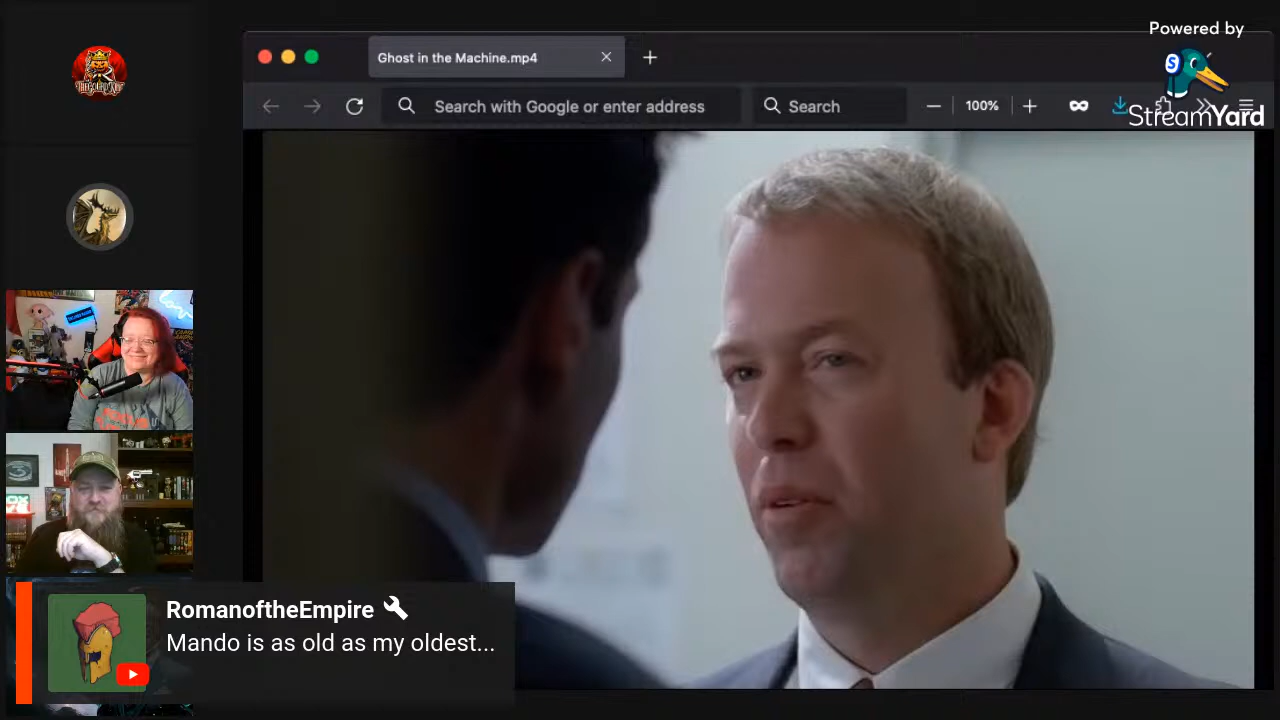 Powered by
StreamYard
Ghost in the Machine.mp4
Search with Google or enter address
Search
100%
RomanoftheEmpire
Mando is as old as my oldest...